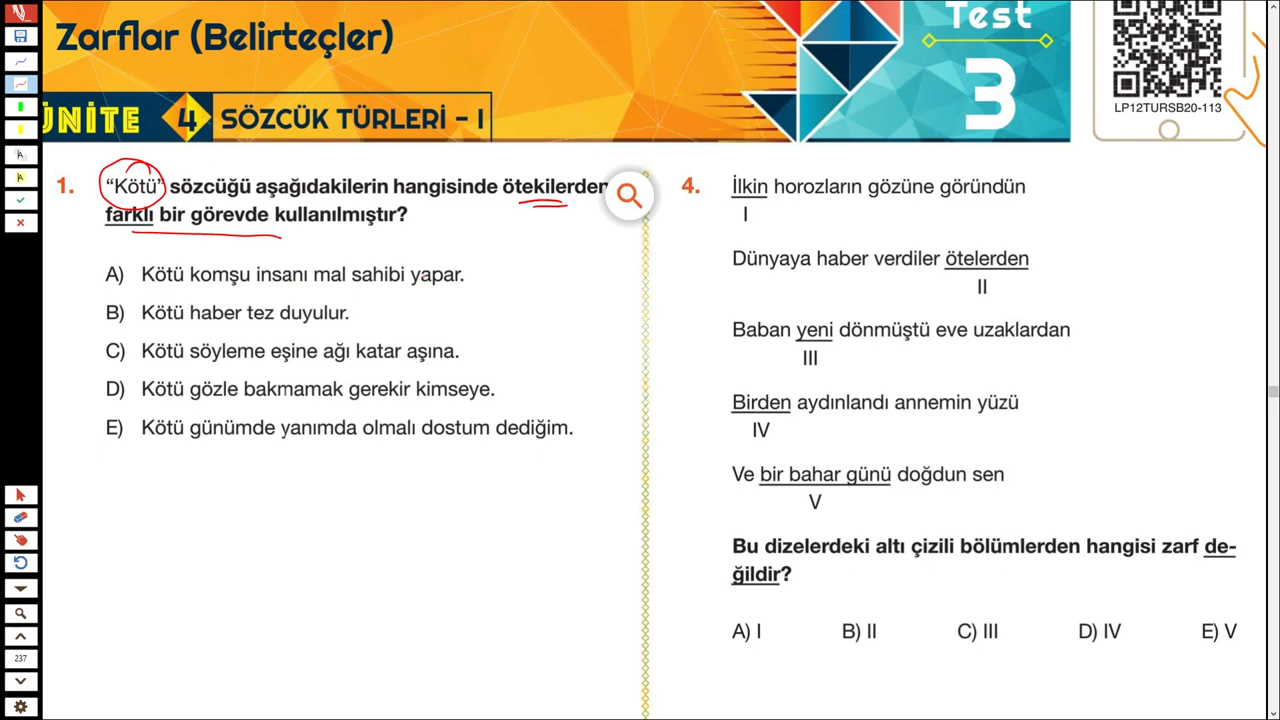 Zarflar (Belirteçler)
Test
3
ÜNİTE 4 SÖZCÜK TÜRLERİ - I
LP12TURSB20-113
1. "Kötü" sözcüğü aşağıdakilerin hangisinde ötekilerden
farklı bir görevde kullanılmıştır?
A) Kötü komşu insanı mal sahibi yapar.
B) Kötü haber tez duyulur.
C) Kötü söyleme eşine ağı katar aşına.
D) Kötü gözle bakmamak gerekir kimseye.
E) Kötü günümde yanımda olmalı dostum dediğim.
4. İlkin horozların gözüne göründün
I
Dünyaya haber verdiler ötelerden
II
Baban yeni dönmüştü eve uzaklardan
III
Birden aydınlandı annemin yüzü
IV
Ve bir bahar günü doğdun sen
V
Bu dizelerdeki altı çizili bölümlerden hangisi zarf de-
ğildir?
A) I B) II C) III D) IV E) V
237